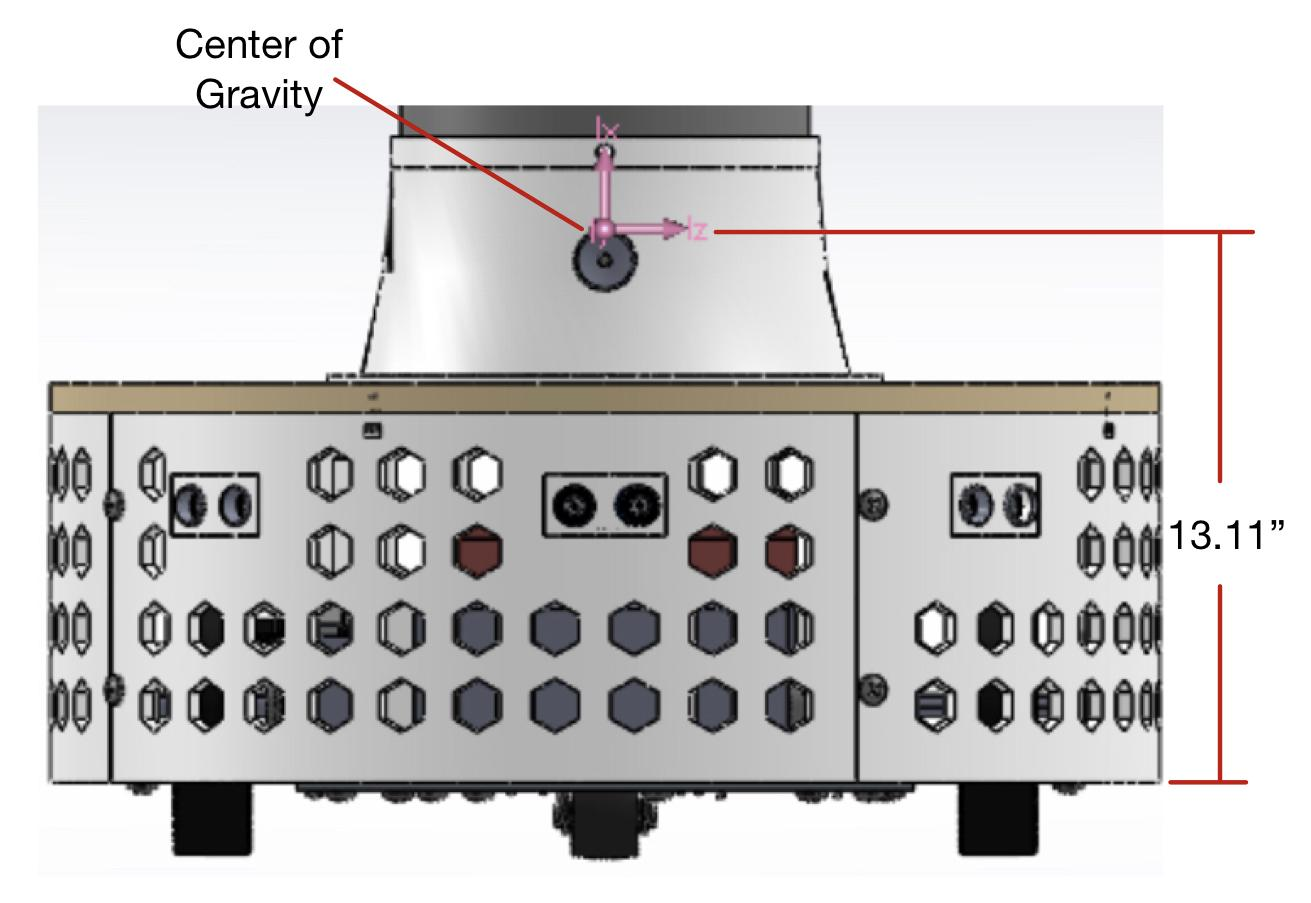 Center of
Gravity
Ix
Iz
13.11”